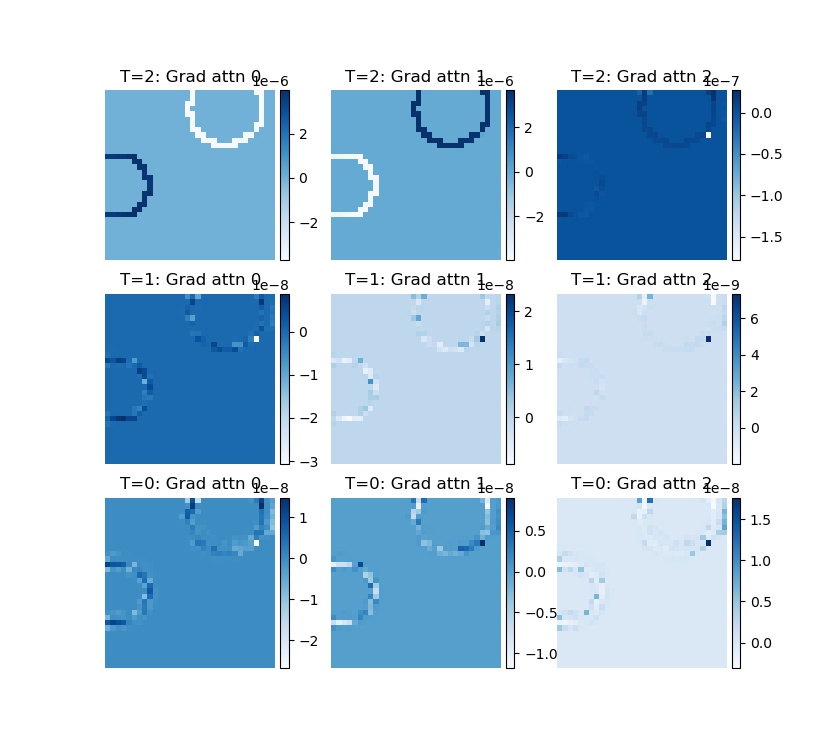 T=2: Grad attn 0
1e−6
T=2: Grad attn 1
1e−6
T=2: Grad attn 2
1e−7
2
0
−2
2
0
−2
0.0
−0.5
−1.0
−1.5
T=1: Grad attn 0
1e−8
T=1: Grad attn 1
1e−8
T=1: Grad attn 2
1e−9
0
−1
−2
−3
2
1
0
6
4
2
0
T=0: Grad attn 0
1e−8
T=0: Grad attn 1
1e−8
T=0: Grad attn 2
1e−8
1
0
−1
−2
0.5
0.0
−0.5
−1.0
1.5
1.0
0.5
0.0